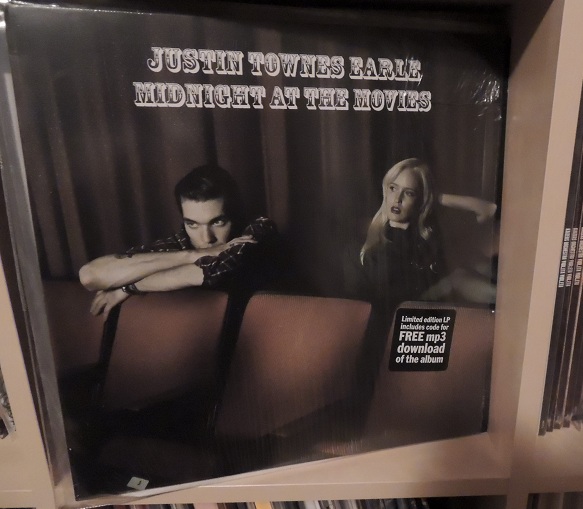 JUSTIN TOWNES EARLE
MIDNIGHT AT THE MOVIES
Limited edition LP
includes code for
FREE mp3
download
of the album